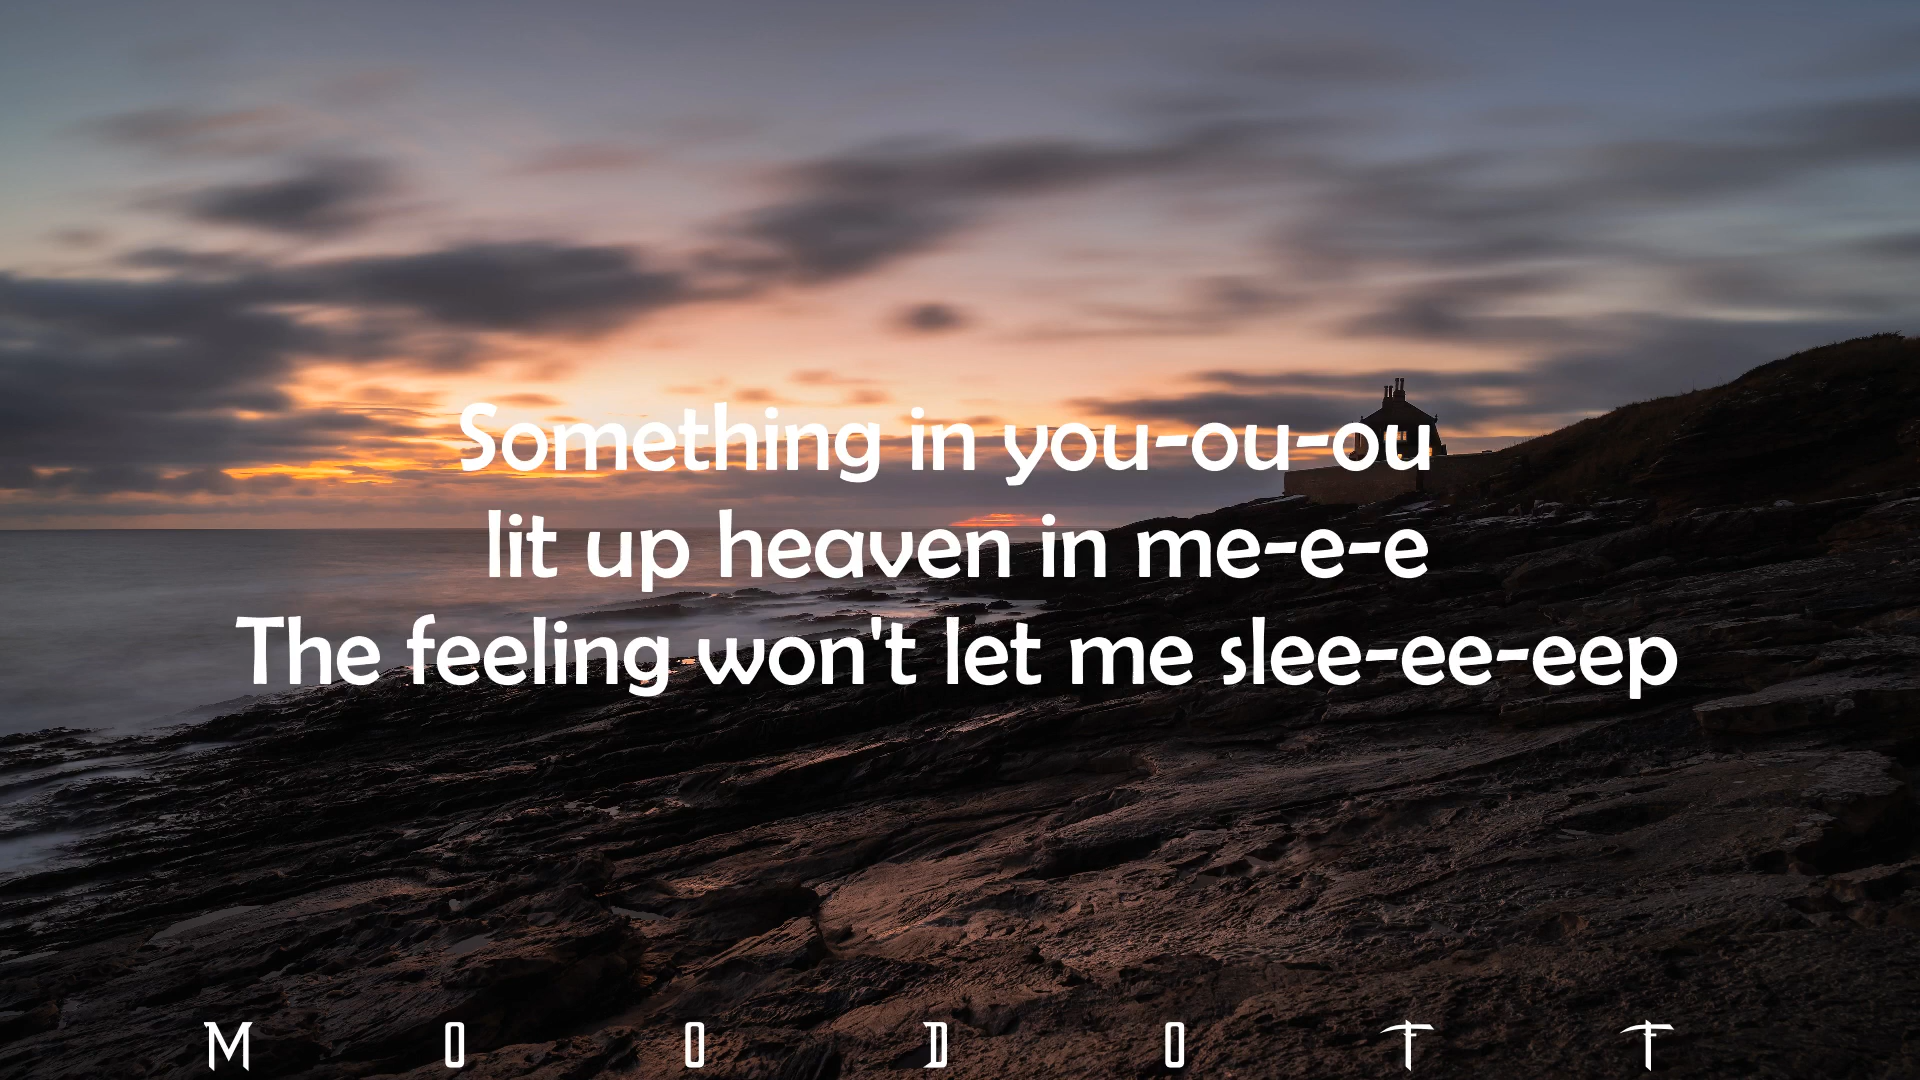 Something in you-ou-ou
lit up heaven in me-e-e
The feeling won't let me slee-ee-eep
M O O D O T T